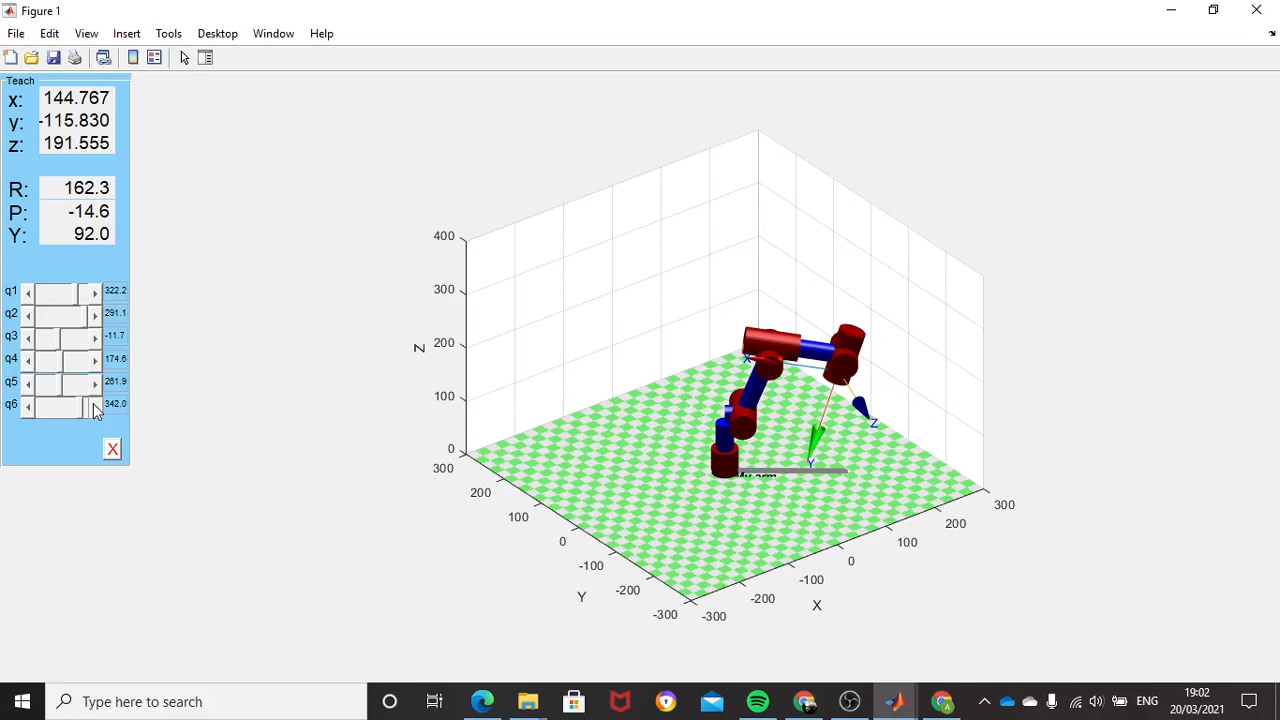 Figure 1
File Edit View Insert Tools Desktop Window Help
Teach
x: 144.767
y: -115.830
z: 191.555
R: 162.3
P: -14.6
Y: 92.0
q1 322.2
q2 291.1
q3 -11.7
q4 174.6
q5 261.9
q6 342.0
X
400
300
200
100
0
Z
300
200
100
0
-100
-200
-300
Y
-300
-200
-100
0
100
200
300
X
X
Y
Z
My arm
Type here to search
ENG
19:02
20/03/2021